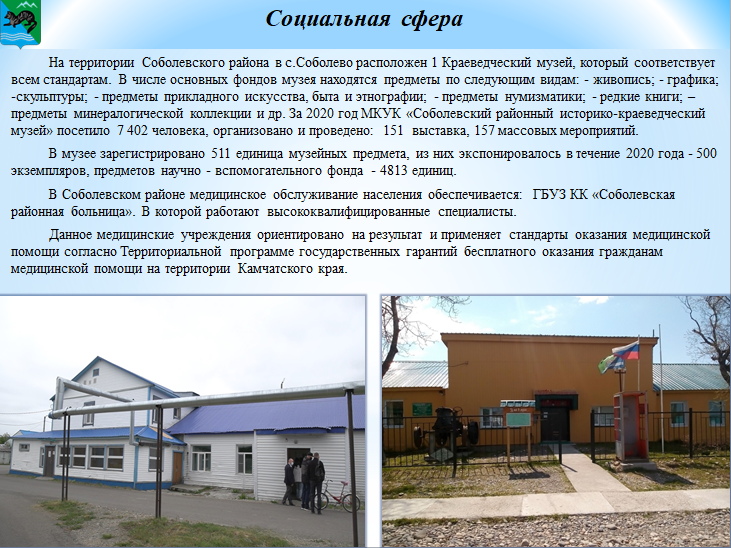 Социальная сфера
На территории Соболевского района в с.Соболево расположен 1 Краеведческий музей, который соответствует
всем стандартам. В числе основных фондов музея находятся предметы по следующим видам: - живопись; - графика;
-скульптуры; - предметы прикладного искусства, быта и этнографии; - предметы нумизматики; - редкие книги; –
предметы минералогической коллекции и др. За 2020 год МКУК «Соболевский районный историко-краеведческий
музей» посетило 7 402 человека, организовано и проведено: 151 выставка, 157 массовых мероприятий.
В музее зарегистрировано 511 единица музейных предмета, из них экспонировалось в течение 2020 года - 500
экземпляров, предметов научно - вспомогательного фонда - 4813 единиц.
В Соболевском районе медицинское обслуживание населения обеспечивается: ГБУЗ КК «Соболевская
районная больница». В которой работают высококвалифицированные специалисты.
Данное медицинские учреждения ориентировано на результат и применяет стандарты оказания медицинской
помощи согласно Территориальной программе государственных гарантий бесплатного оказания гражданам
медицинской помощи на территории Камчатского края.